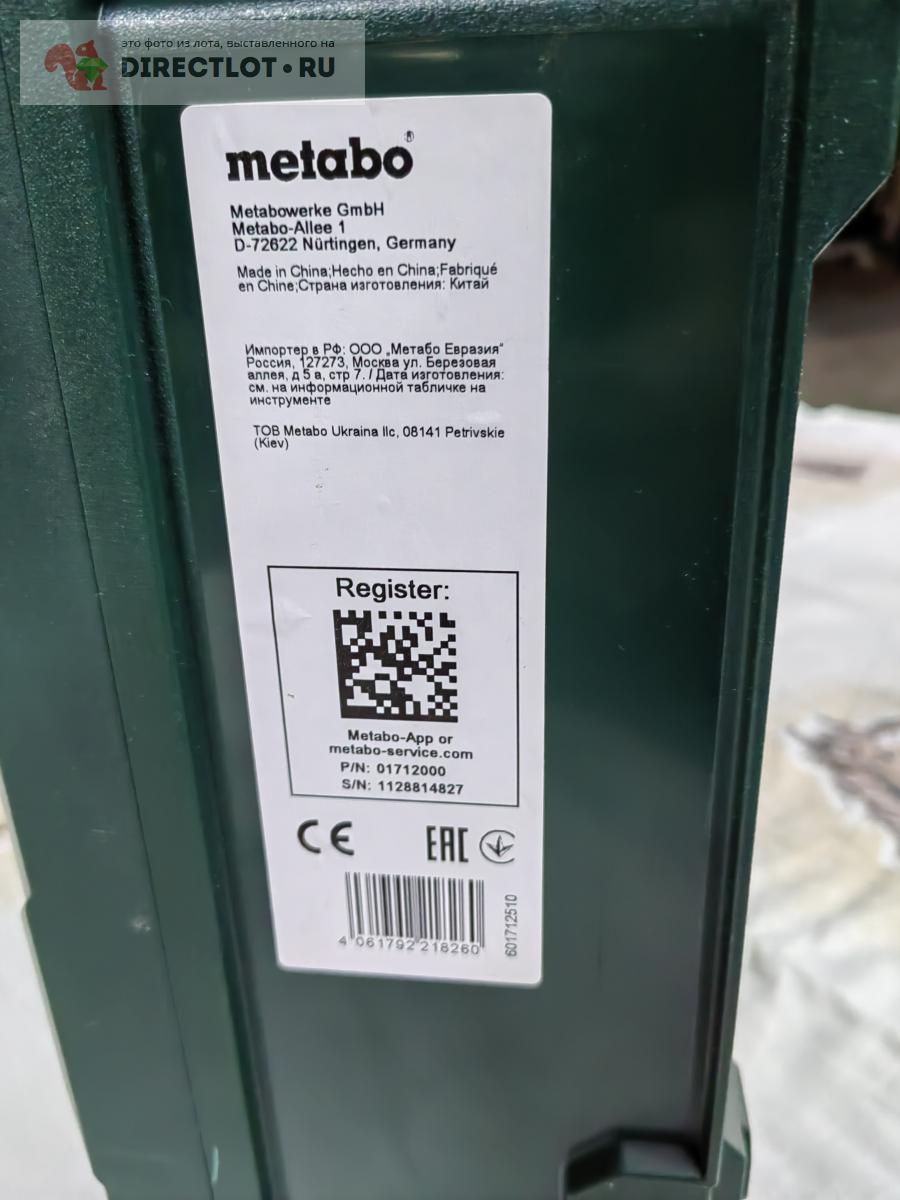 это фото из лота, выставленного на
DIRECTLOT • RU
metabo®
Metabowerke GmbH
Metabo-Allee 1
D-72622 Nürtingen, Germany
Made in China;Hecho en China;Fabriqué
en Chine;Страна изготовления: Китай
Импортер в РФ: ООО „Метабо Евразия“
Россия, 127273, Москва ул. Березовая
аллея, д 5 а, стр 7. / Дата изготовления:
см. на информационной табличке на
инструменте
ТОВ Metabo Ukraina llc, 08141 Petrivskie
(Kiev)
Register:
Metabo-App or
metabo-service.com
P/N: 01712000
S/N: 1128814827
CE EAC
4 061792 218260
601712510